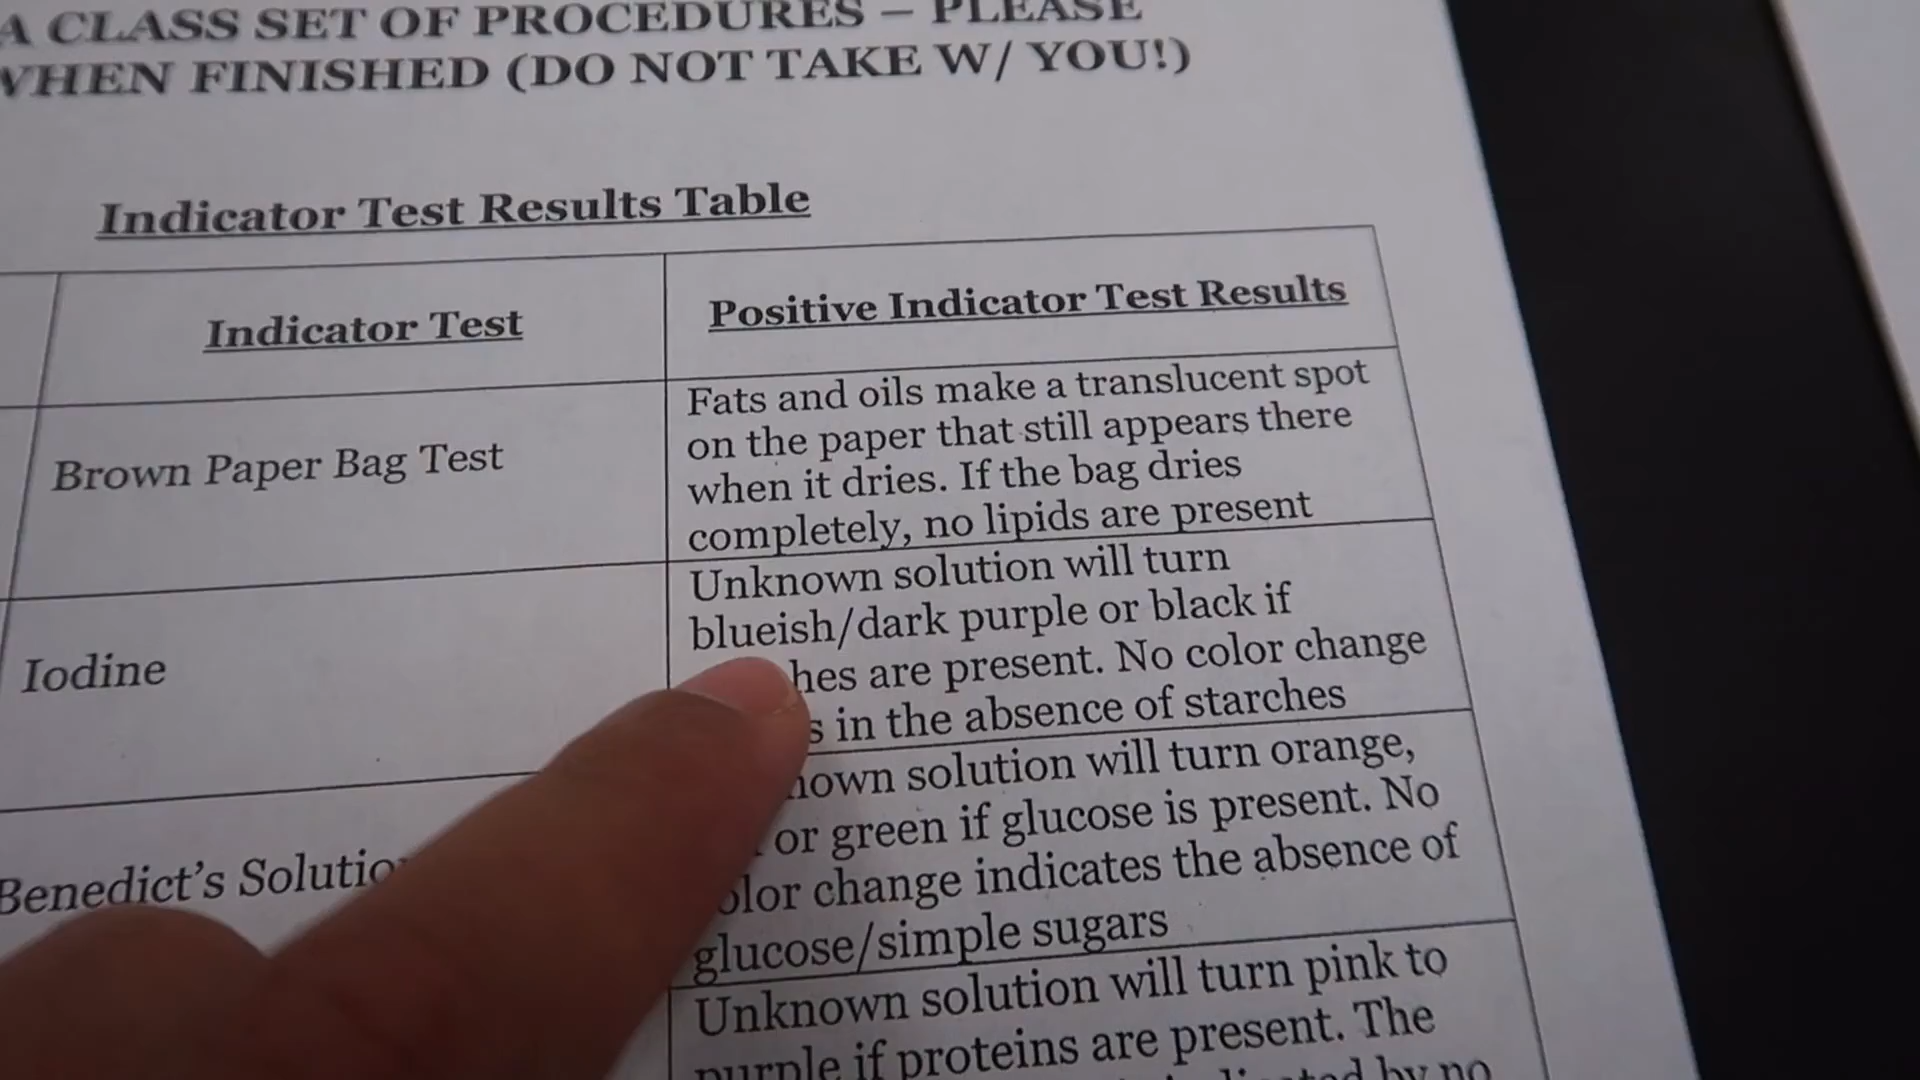 A CLASS SET OF PROCEDURES – PLEASE
WHEN FINISHED (DO NOT TAKE W/ YOU!)
Indicator Test Results Table
Indicator Test
Positive Indicator Test Results
Brown Paper Bag Test
Fats and oils make a translucent spot
on the paper that still appears there
when it dries. If the bag dries
completely, no lipids are present
Iodine
Unknown solution will turn
blueish/dark purple or black if
hes are present. No color change
s in the absence of starches
Benedict's Solutio
nown solution will turn orange,
or green if glucose is present. No
olor change indicates the absence of
glucose/simple sugars
Unknown solution will turn pink to
purple if proteins are present. The
by no